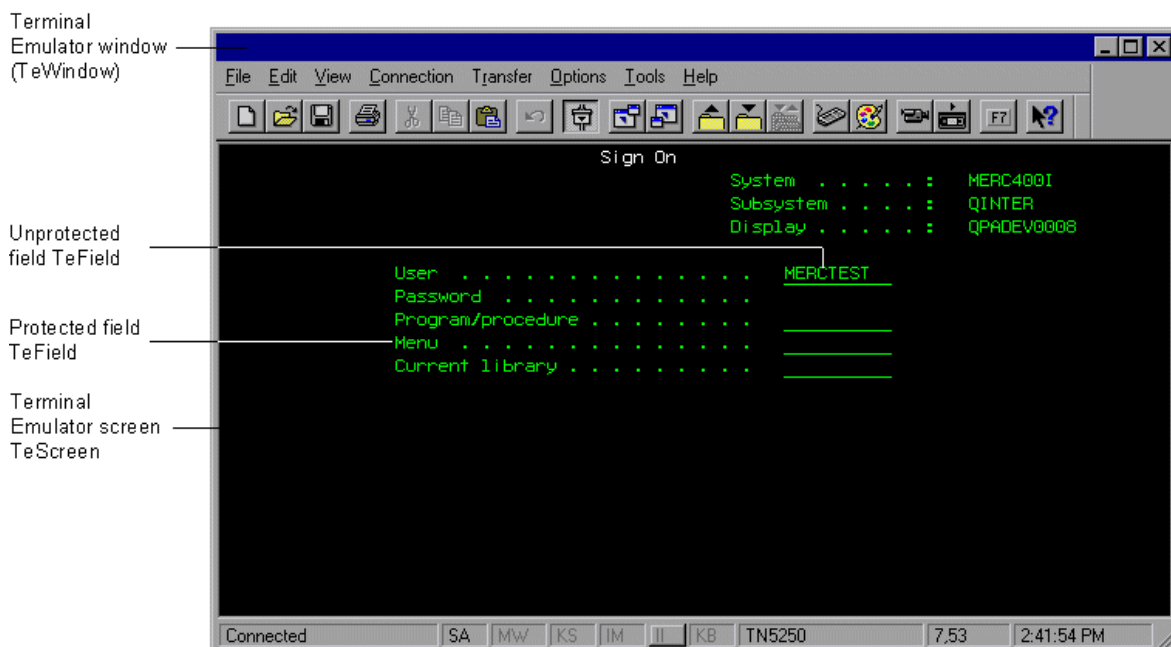 Terminal
Emulator window
(TeWindow)
File Edit View Connection Transfer Options Tools Help
F7
Sign On
System . . . . . : MERC400I
Subsystem . . . . : QINTER
Display . . . . . : QPADEV0008
Unprotected
field TeField
User . . . . . . . . . . . . . . MERCTEST
Password . . . . . . . . . . . .
Program/procedure . . . . . . . .
Protected field
TeField
Menu . . . . . . . . . . . . . .
Current library . . . . . . . . .
Terminal
Emulator screen
TeScreen
Connected SA MW KS IM II KB TN5250 7,53 2:41:54 PM